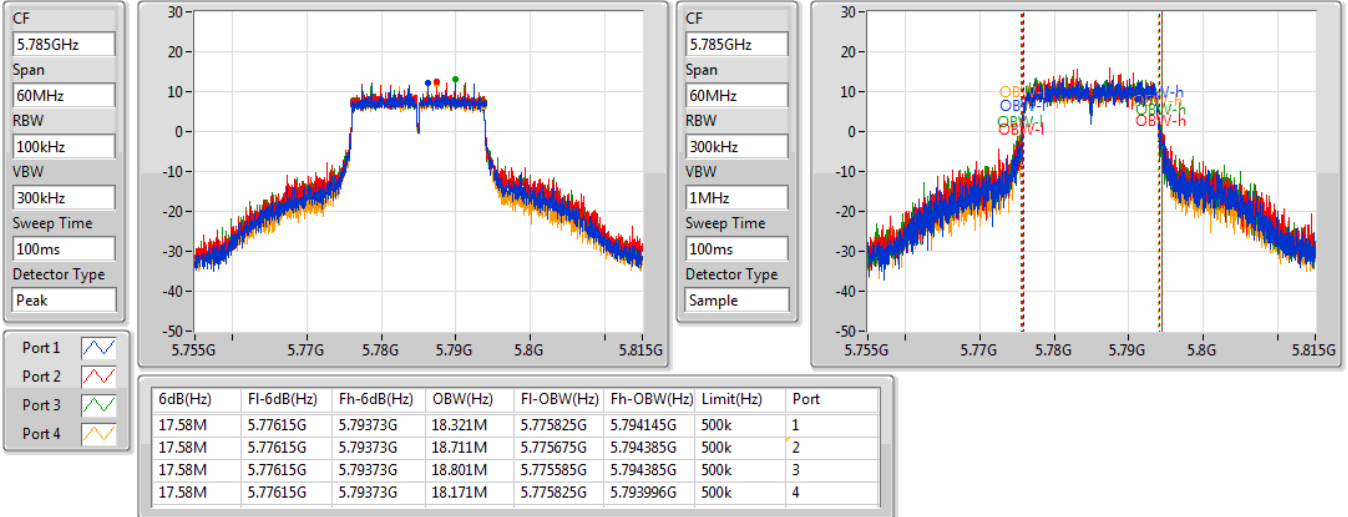 CF
5.785GHz
Span
60MHz
RBW
100kHz
VBW
300kHz
Sweep Time
100ms
Detector Type
Peak
30
20
10
0
-10
-20
-30
-40
-50
5.755G 5.77G 5.78G 5.79G 5.8G 5.815G
CF
5.785GHz
Span
60MHz
RBW
300kHz
VBW
1MHz
Sweep Time
100ms
Detector Type
Sample
30
20
10
0
-10
-20
-30
-40
-50
OBW-l
OBW-l
OBW-l
OBW-h
OBW-h
5.755G 5.77G 5.78G 5.79G 5.8G 5.815G
Port 1
Port 2
Port 3
Port 4
6dB(Hz) Fl-6dB(Hz) Fh-6dB(Hz) OBW(Hz) Fl-OBW(Hz) Fh-OBW(Hz) Limit(Hz) Port
17.58M 5.77615G 5.79373G 18.321M 5.775825G 5.794145G 500k 1
17.58M 5.77615G 5.79373G 18.711M 5.775675G 5.794385G 500k 2
17.58M 5.77615G 5.79373G 18.801M 5.775585G 5.794385G 500k 3
17.58M 5.77615G 5.79373G 18.171M 5.775825G 5.793996G 500k 4